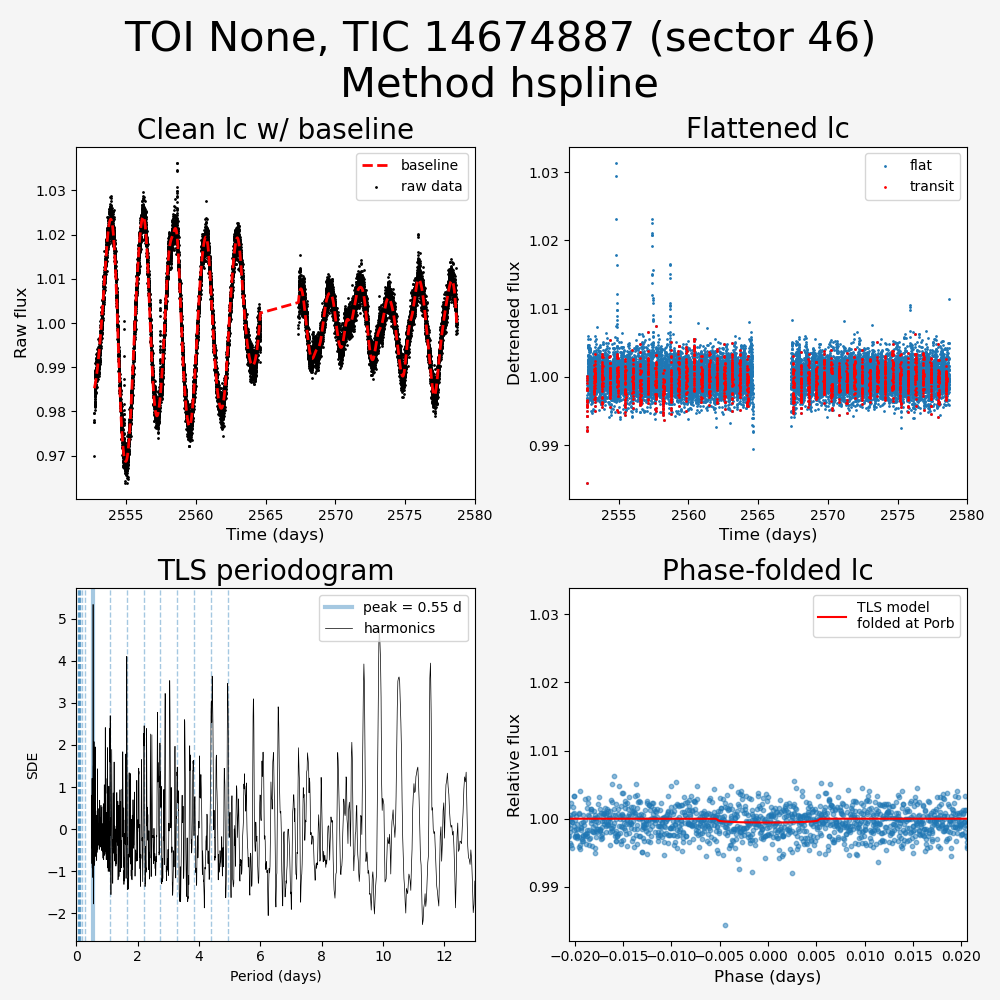 TOI None, TIC 14674887 (sector 46)
Method hspline
Clean lc w/ baseline
Raw flux
1.03
1.02
1.01
1.00
0.99
0.98
0.97
baseline
raw data
2555
2560
2565
2570
2575
2580
Time (days)
Flattened lc
Detrended flux
1.03
1.02
1.01
1.00
0.99
flat
transit
2555
2560
2565
2570
2575
2580
Time (days)
TLS periodogram
SDE
5
4
3
2
1
0
−1
−2
peak = 0.55 d
harmonics
0
2
4
6
8
10
12
Period (days)
Phase-folded lc
Relative flux
1.03
1.02
1.01
1.00
0.99
TLS model
folded at Porb
−0.020
−0.015
−0.010
−0.005
0.000
0.005
0.010
0.015
0.020
Phase (days)